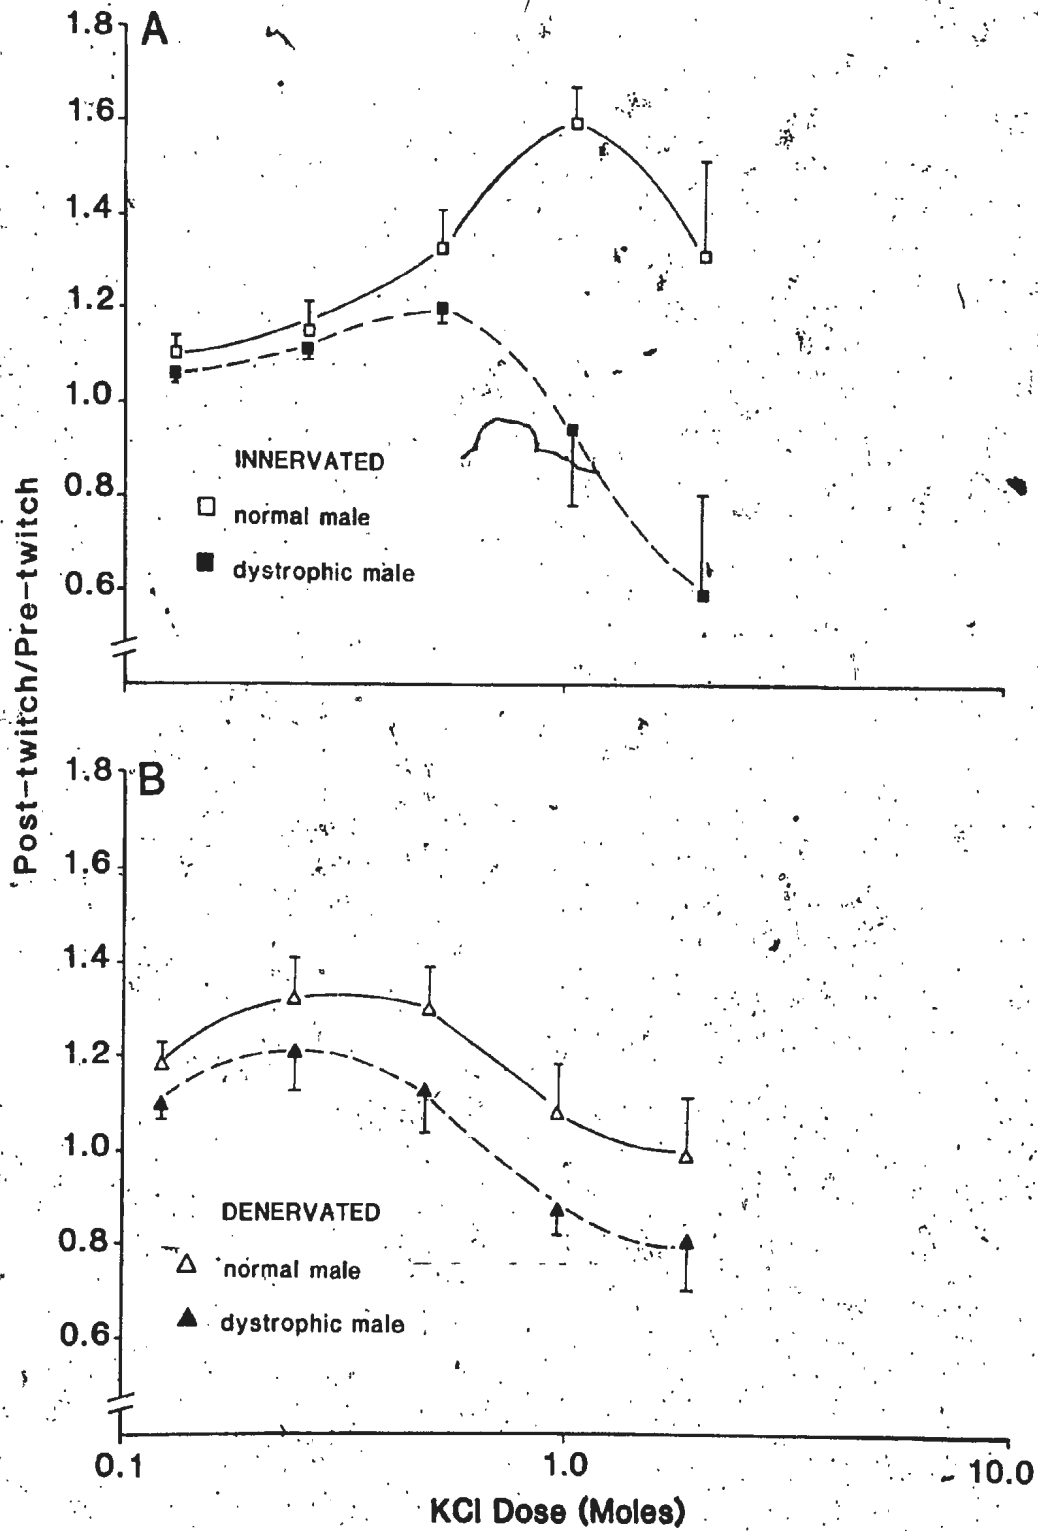 A
1.8
1.6
1.4
1.2
1.0
0.8
0.6
INNERVATED
normal male
dystrophic male
Post-twitch/Pre-twitch
B
1.8
1.6
1.4
1.2
1.0
0.8
0.6
DENERVATED
normal male
dystrophic male
0.1 1.0 10.0
KCl Dose (Moles)